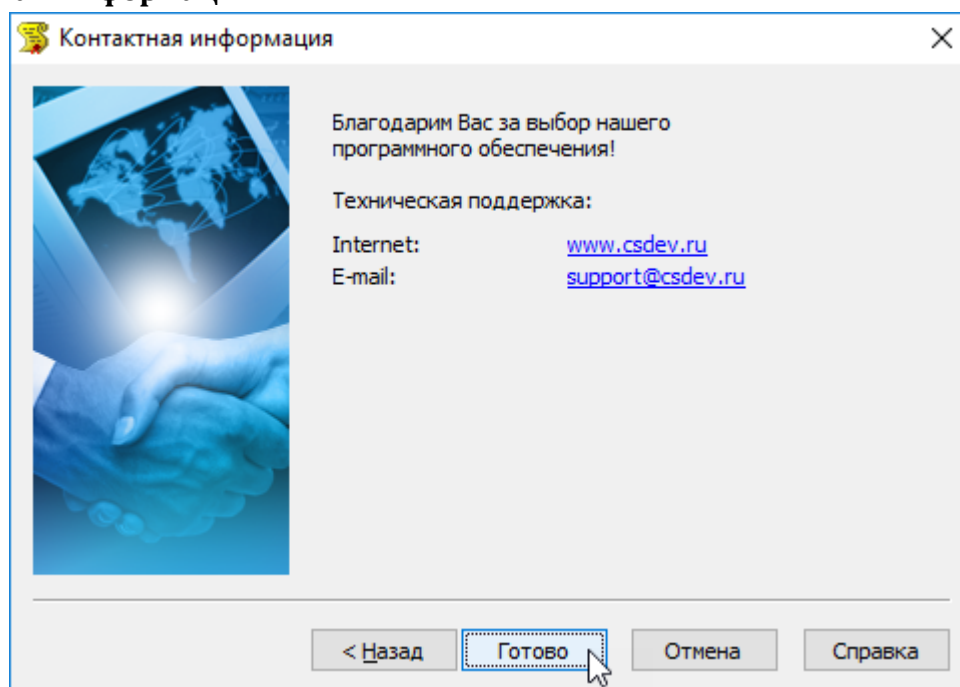 Контактная информация
Благодарим Вас за выбор нашего
программного обеспечения!
Техническая поддержка:
Internet: www.csdev.ru
E-mail: support@csdev.ru
< Назад Готово Отмена Справка